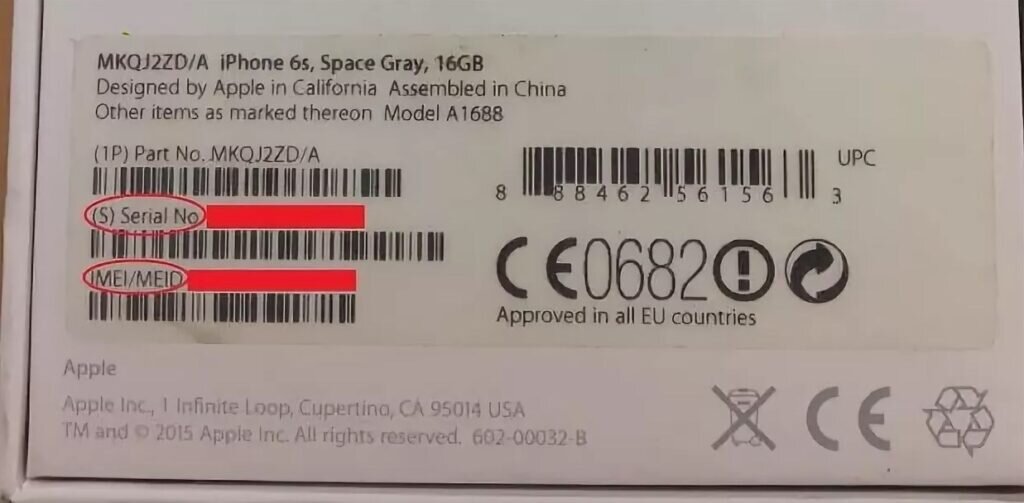 MKQJ2ZD/A iPhone 6s, Space Gray, 16GB
Designed by Apple in California Assembled in China
Other items as marked thereon Model A1688
(1P) Part No. MKQJ2ZD/A
(S) Serial No
IMEI/MEID
UPC
8 88462 56156 3
CE0682
Approved in all EU countries
Apple
Apple Inc., 1 Infinite Loop, Cupertino, CA 95014 USA
TM and © 2015 Apple Inc. All rights reserved. 602-00032-B
CE